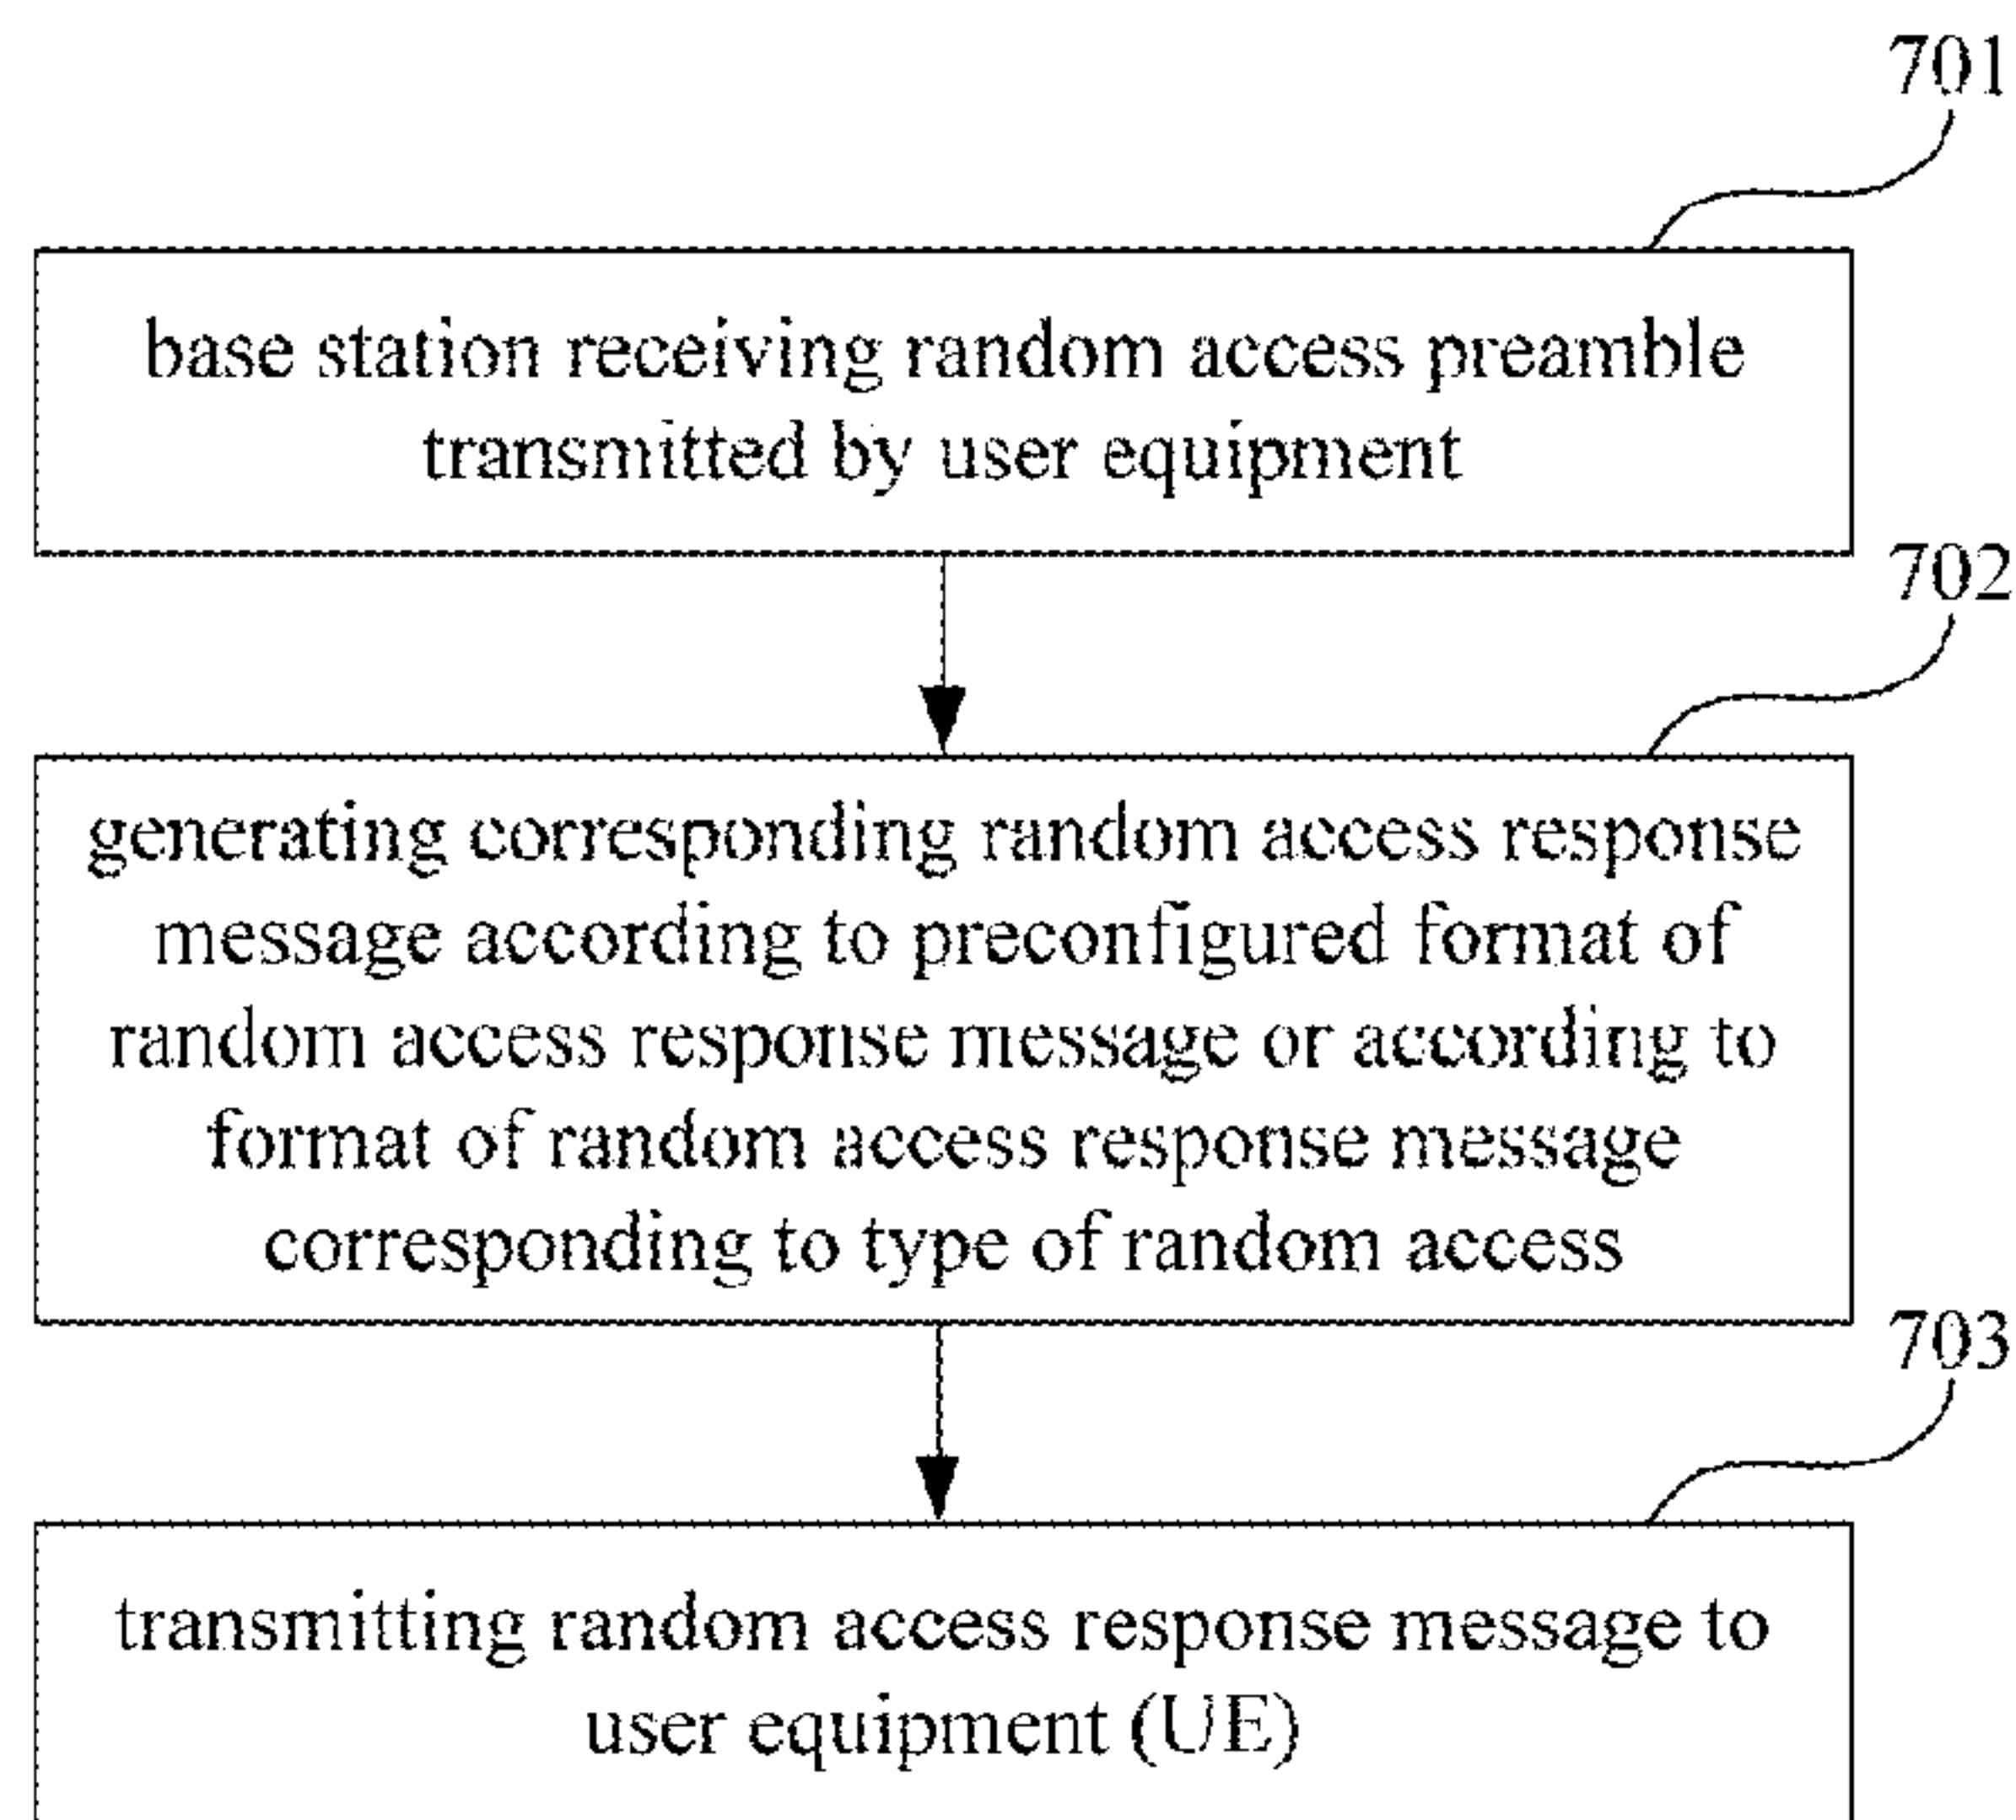 701
base station receiving random access preamble
transmitted by user equipment
702
generating corresponding random access response
message according to preconfigured format of
random access response message or according to
format of random access response message
corresponding to type of random access
703
transmitting random access response message to
user equipment (UE)